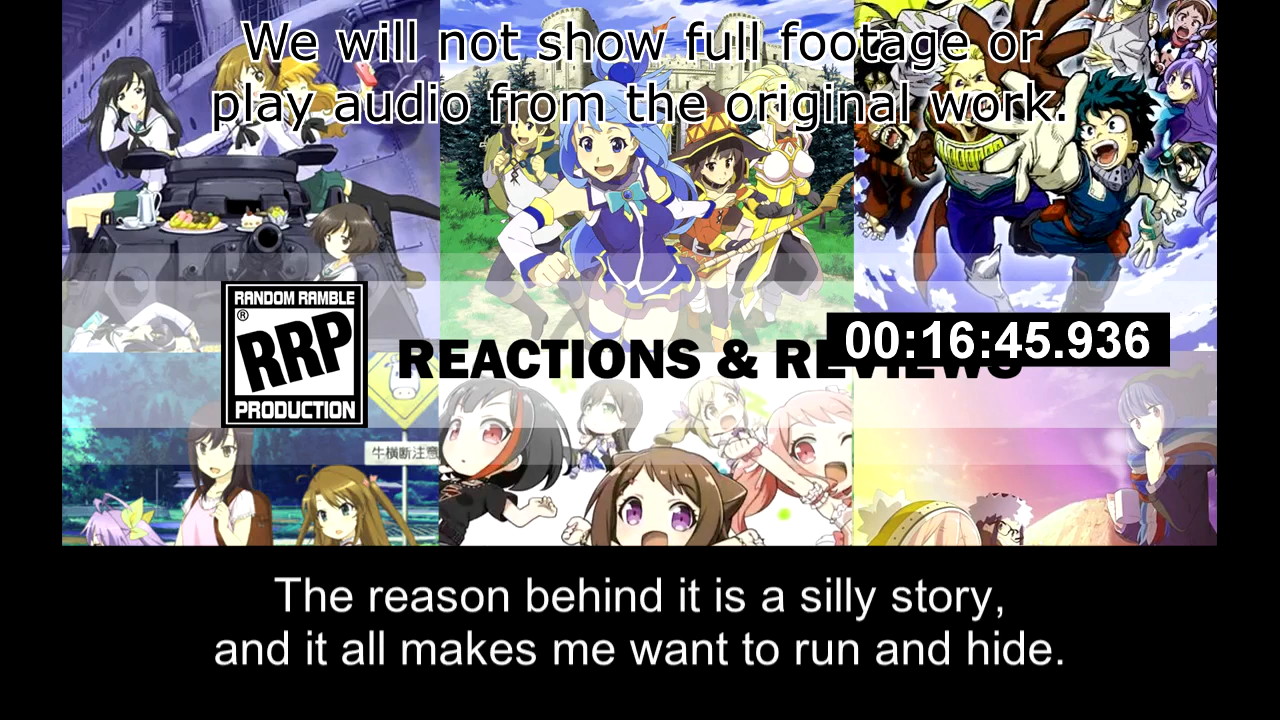 We will not show full footage or
play audio from the original work.
RANDOM RAMBLE
®
RRP
PRODUCTION
REACTIONS & REVIEWS
00:16:45.936
牛横断注意
The reason behind it is a silly story,
and it all makes me want to run and hide.